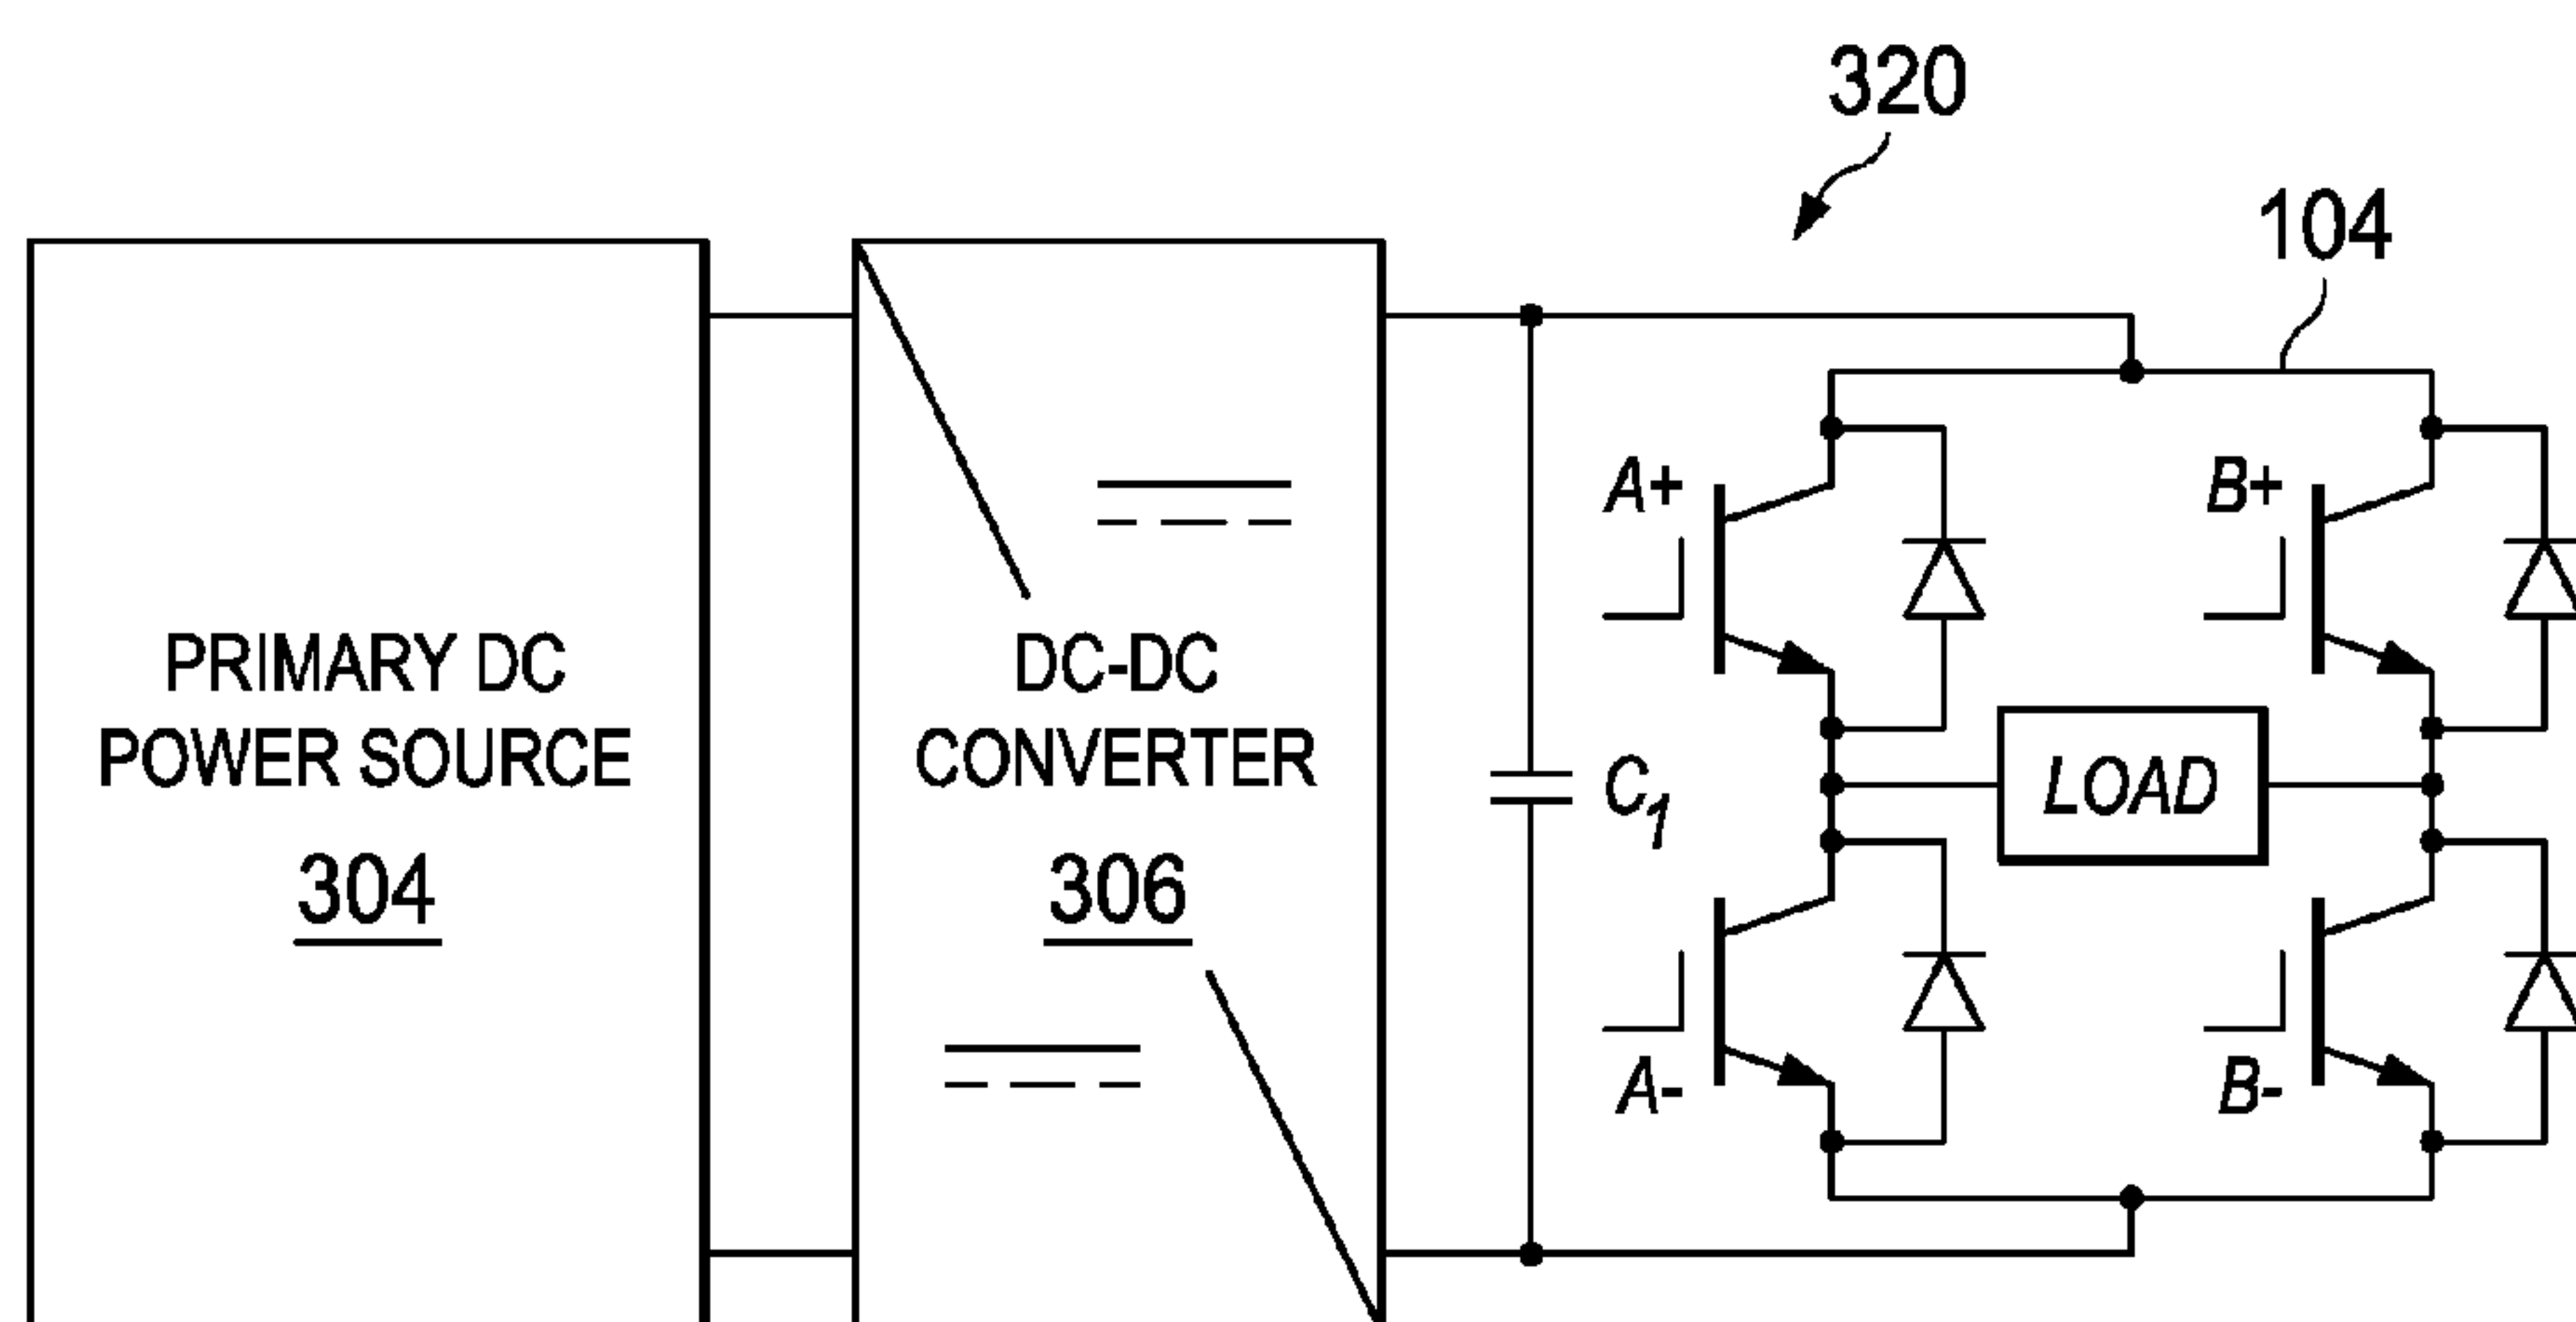 320
104
PRIMARY DC
POWER SOURCE
304
DC-DC
CONVERTER
306
C1
A+
B+
LOAD
A-
B-